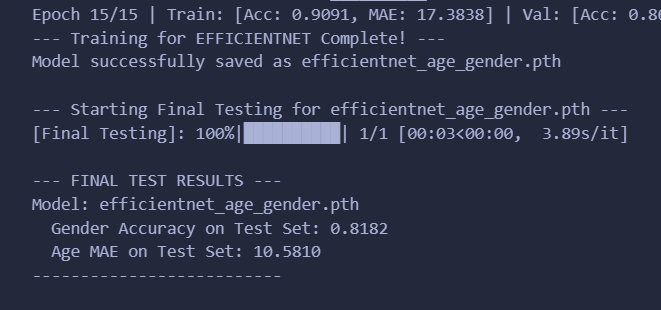 Epoch 15/15 | Train: [Acc: 0.9091, MAE: 17.3838] | Val: [Acc: 0.86
--- Training for EFFICIENTNET Complete! ---
Model successfully saved as efficientnet_age_gender.pth
--- Starting Final Testing for efficientnet_age_gender.pth ---
[Final Testing]: 100%|██████████| 1/1 [00:03<00:00,  3.89s/it]
--- FINAL TEST RESULTS ---
Model: efficientnet_age_gender.pth
  Gender Accuracy on Test Set: 0.8182
  Age MAE on Test Set: 10.5810
--------------------------